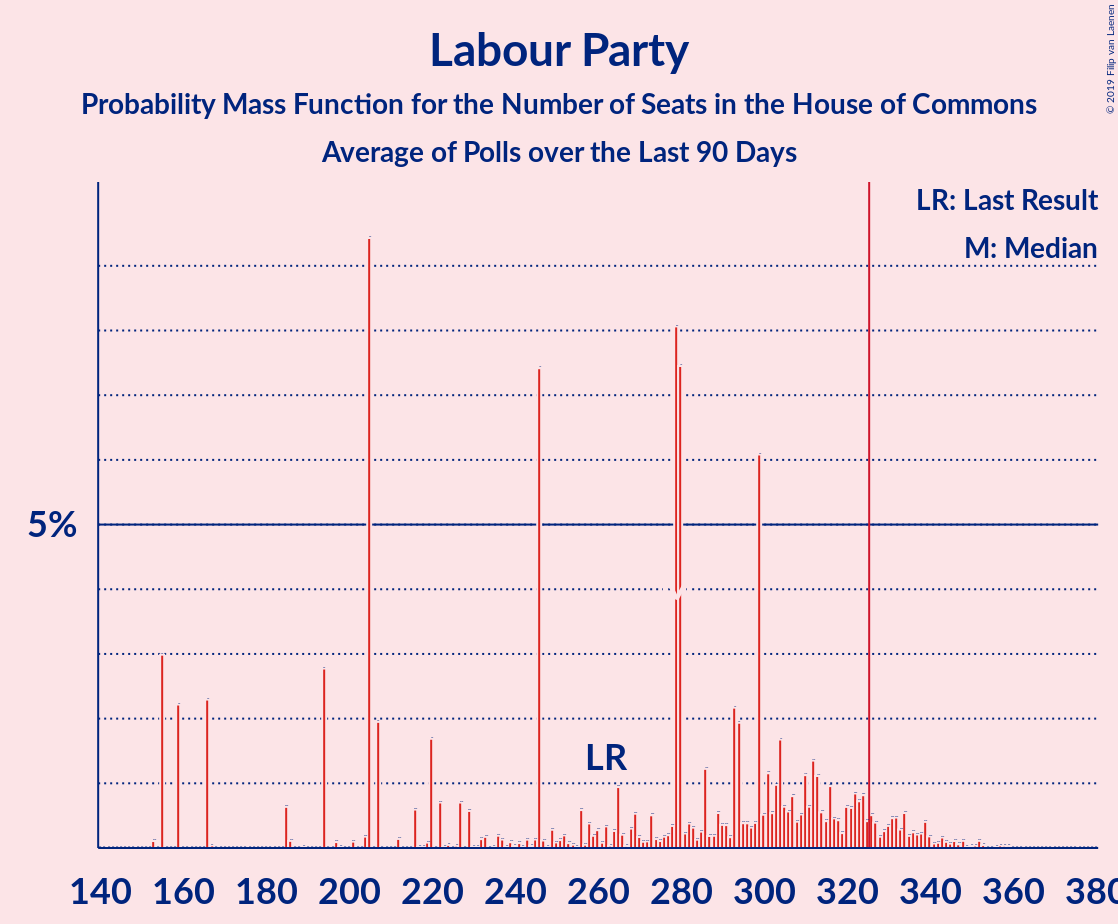 Labour Party
Probability Mass Function for the Number of Seats in the House of Commons
Average of Polls over the Last 90 Days
© 2019 Filip van Laenen
LR: Last Result
M: Median
5%
LR
140 160 180 200 220 240 260 280 300 320 340 360 380